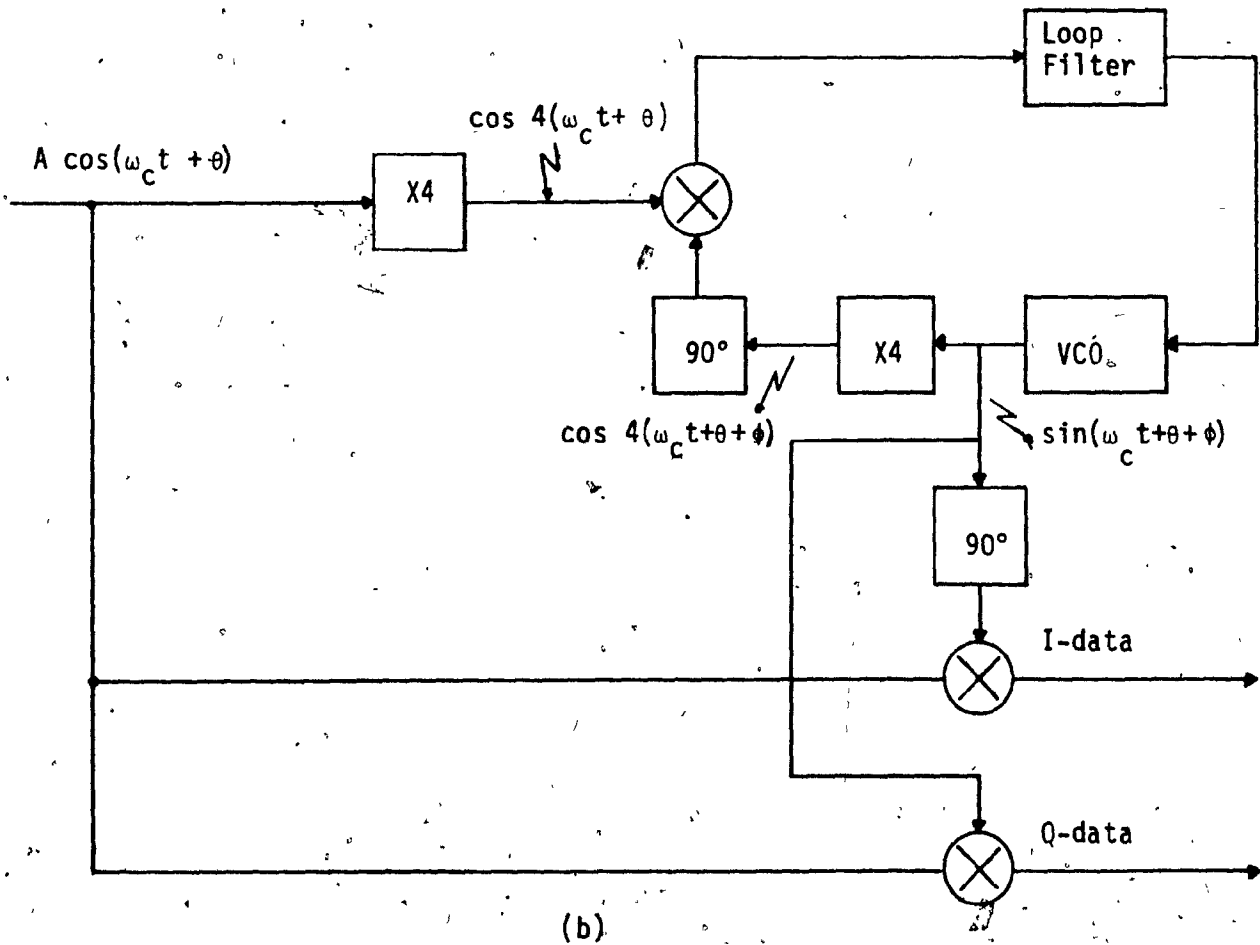 Loop
Filter
cos 4(ω_c t+ θ)
A cos(ω_c t +θ)
X4
90°
X4
VCO
cos 4(ω_c t+θ+ϕ)
sin(ω_c t+θ+ϕ)
90°
I-data
Q-data
(b)